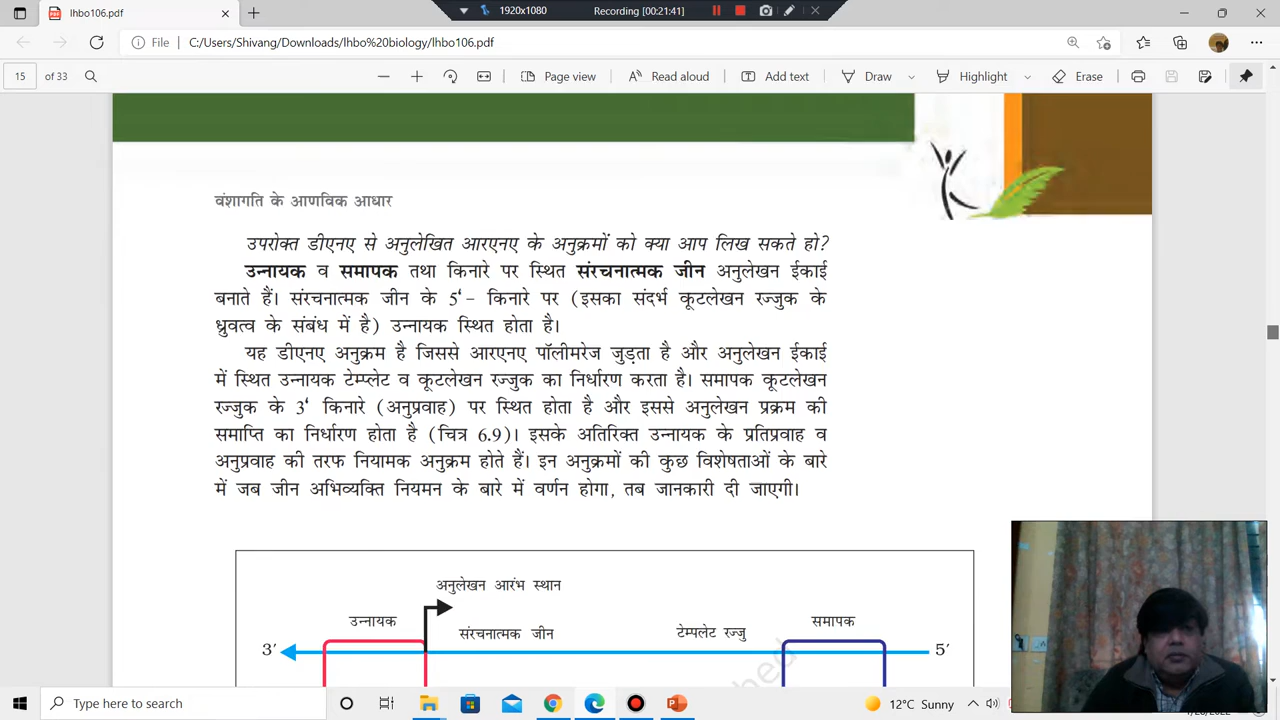 lhbo106.pdf
1920x1080
Recording [00:21:41]
File
C:/Users/Shivang/Downloads/lhbo%20biology/lhbo106.pdf
15 of 33
Page view
Read aloud
Add text
Draw
Highlight
Erase
वंशागति के आणविक आधार
उपरोक्त डीएनए से अनुलेखित आरएनए के अनुक्रमों को क्या आप लिख सकते हो?
उन्नायक व समापक तथा किनारे पर स्थित संरचनात्मक जीन अनुलेखन ईकाई
बनाते हैं। संरचनात्मक जीन के 5‘– किनारे पर (इसका संदर्भ कूटलेखन रज्जुक के
ध्रुवत्व के संबंध में है) उन्नायक स्थित होता है।
यह डीएनए अनुक्रम है जिससे आरएनए पॉलीमरेज जुड़ता है और अनुलेखन ईकाई
में स्थित उन्नायक टेम्प्लेट व कूटलेखन रज्जुक का निर्धारण करता है। समापक कूटलेखन
रज्जुक के 3‘ किनारे (अनुप्रवाह) पर स्थित होता है और इससे अनुलेखन प्रक्रम की
समाप्ति का निर्धारण होता है (चित्र 6.9)। इसके अतिरिक्त उन्नायक के प्रतिप्रवाह व
अनुप्रवाह की तरफ नियामक अनुक्रम होते हैं। इन अनुक्रमों की कुछ विशेषताओं के बारे
में जब जीन अभिव्यक्ति नियमन के बारे में वर्णन होगा, तब जानकारी दी जाएगी।
अनुलेखन आरंभ स्थान
उन्नायक
संरचनात्मक जीन
टेम्पलेट रज्जु
समापक
3′
5′
Type here to search
12°C Sunny